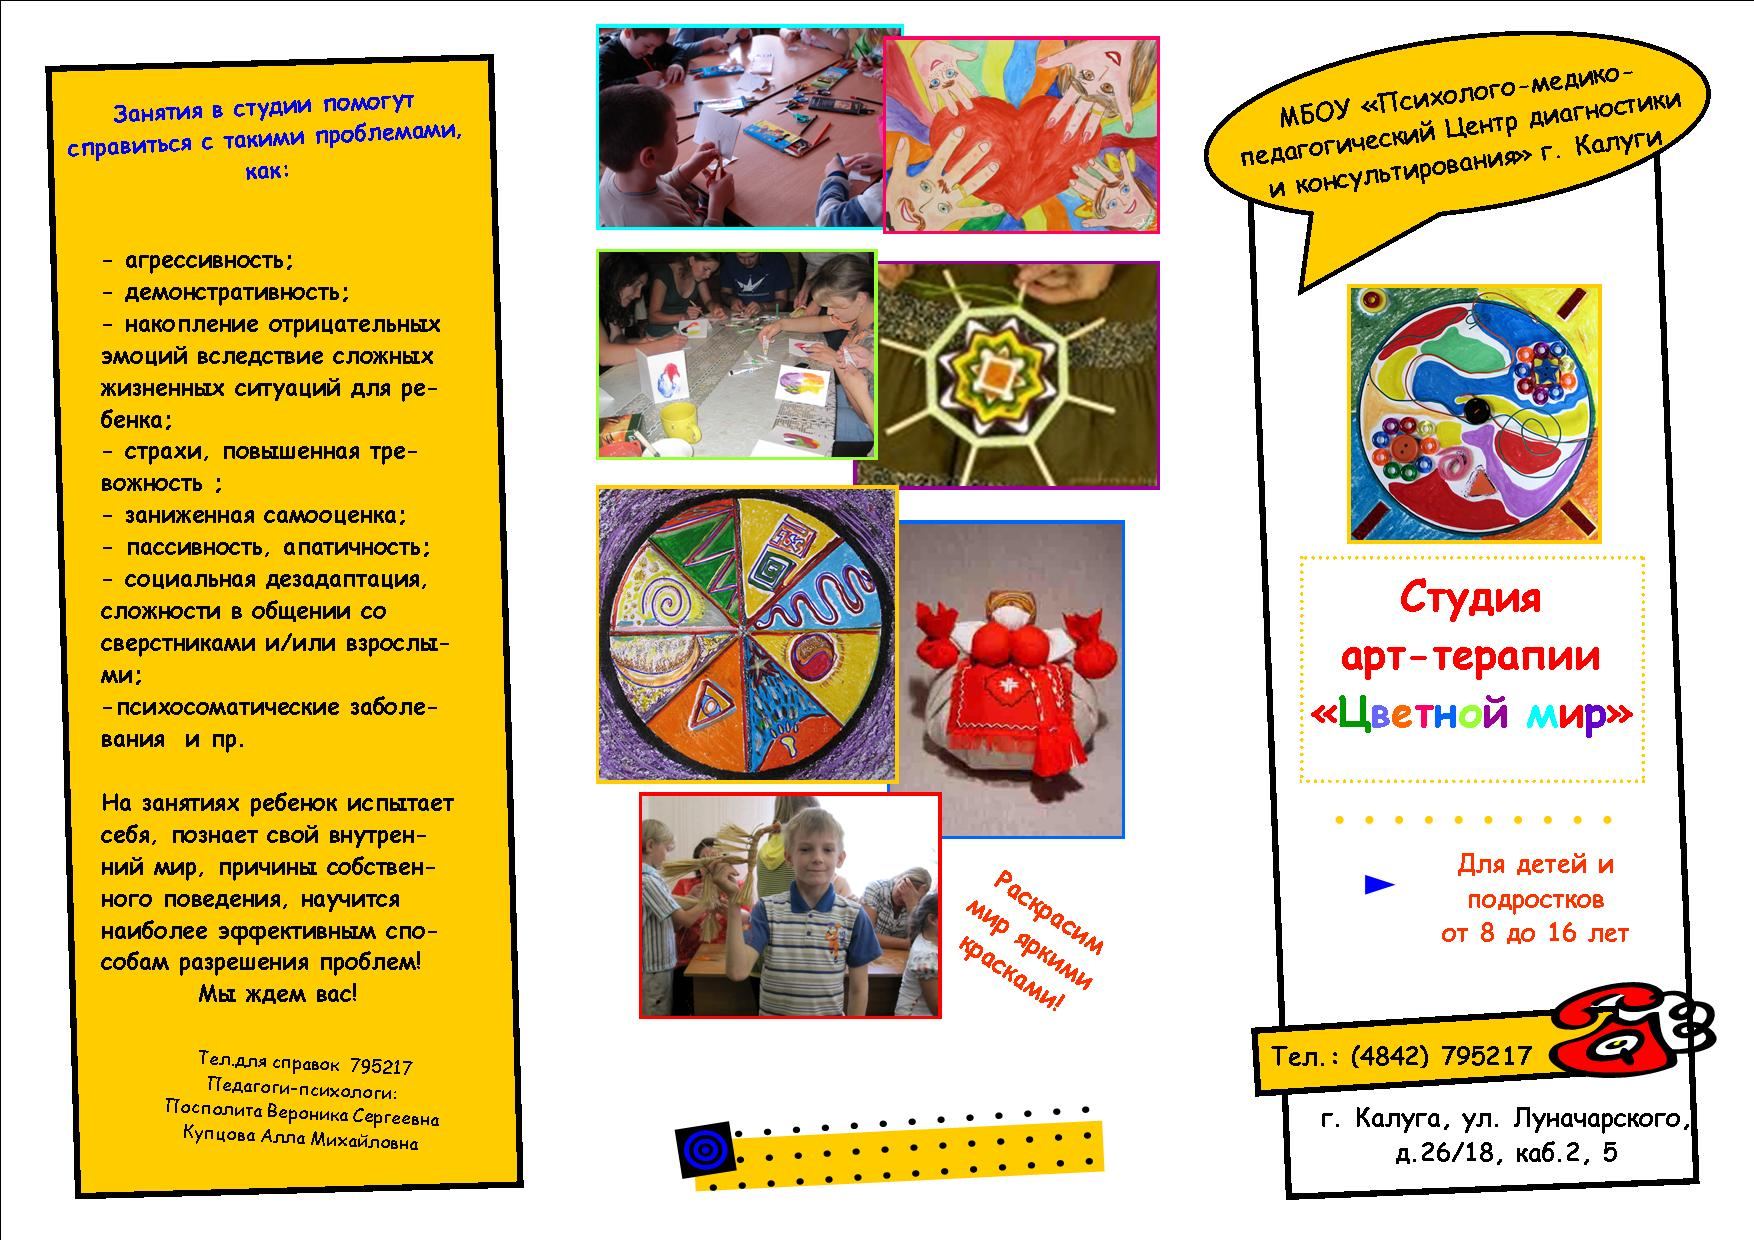 Занятия в студии помогут
справиться с такими проблемами,
как:
- агрессивность;
- демонстративность;
- накопление отрицательных
эмоций вследствие сложных
жизненных ситуаций для ре-
бенка;
- страхи, повышенная тре-
вожность ;
- заниженная самооценка;
- пассивность, апатичность;
- социальная дезадаптация,
сложности в общении со
сверстниками и/или взрослы-
ми;
-психосоматические заболе-
вания и пр.
На занятиях ребенок испытает
себя, познает свой внутрен-
ний мир, причины собствен-
ного поведения, научится
наиболее эффективным спо-
собам разрешения проблем!
Мы ждем вас!
Тел.для справок 795217
Педагоги-психологи:
Посполита Вероника Сергеевна
Купцова Алла Михайловна
Раскрасим
мир яркими
красками!
МБОУ «Психолого-медико-
педагогический Центр диагностики
и консультирования» г. Калуги
Студия
арт-терапии
«Цветной мир»
Для детей и
подростков
от 8 до 16 лет
Тел.: (4842) 795217
г. Калуга, ул. Луначарского,
д.26/18, каб.2, 5